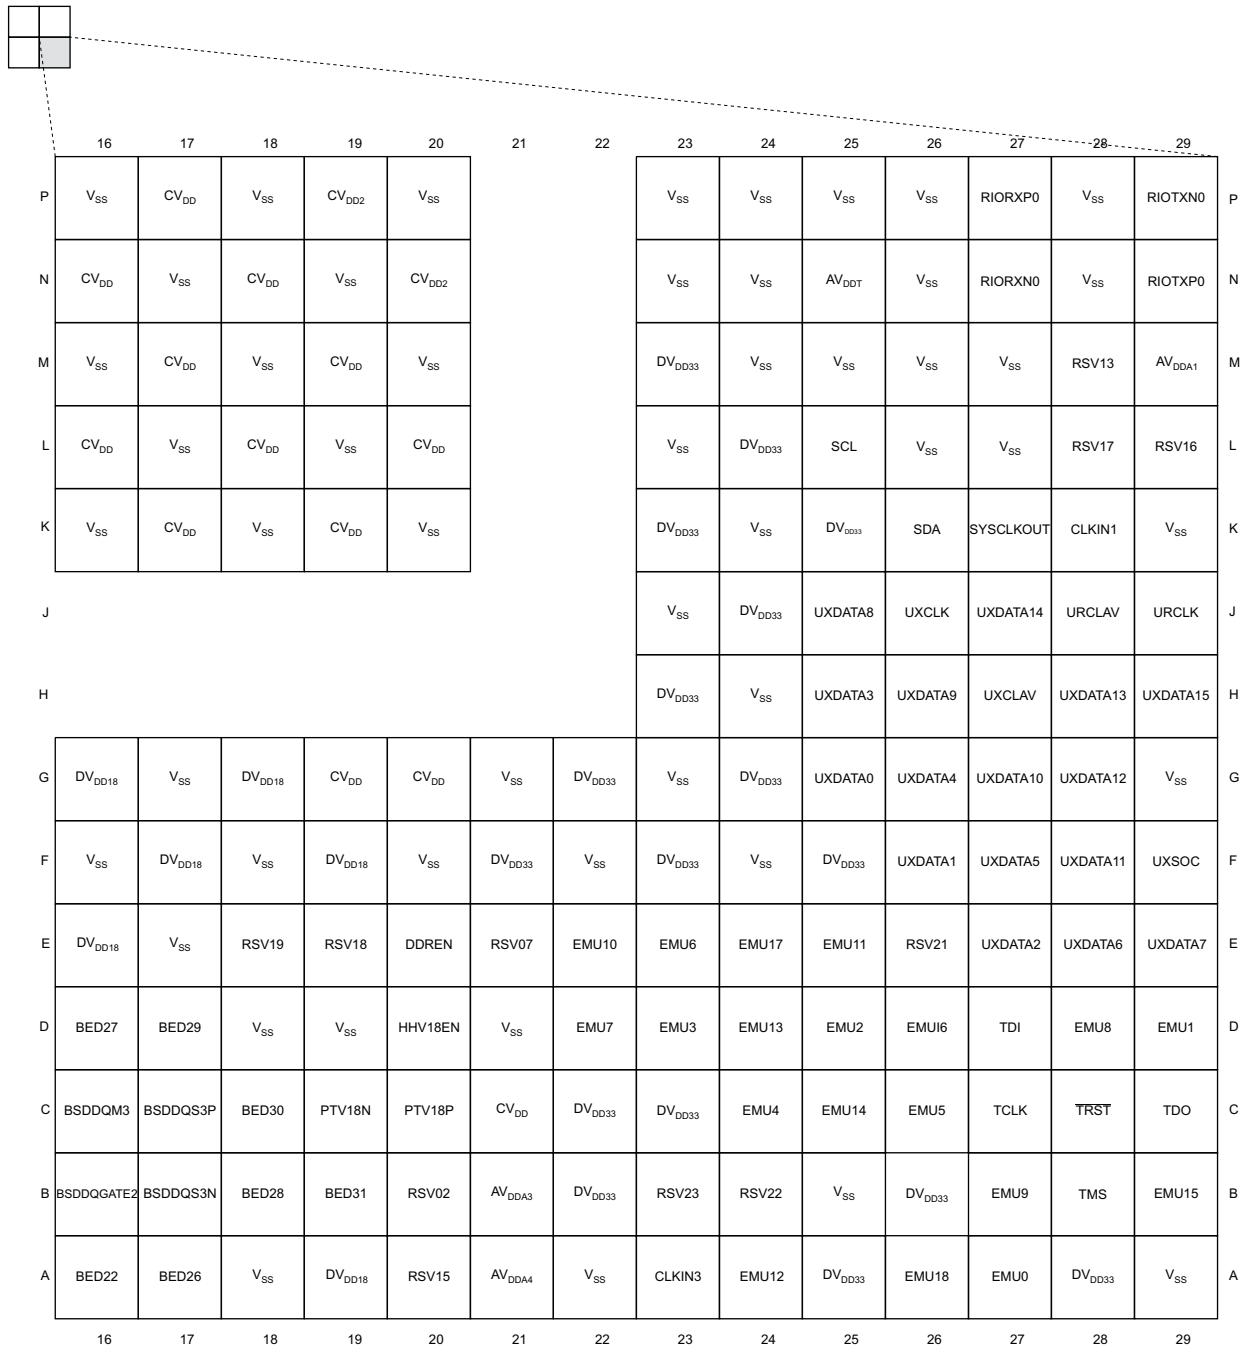 16 17 18 19 20 21 22 23 24 25 26 27 28 29
P VSS CVDD VSS CVDD2 VSS VSS VSS VSS VSS RIORXP0 VSS RIOTXN0 P
N CVDD VSS CVDD VSS CVDD2 VSS VSS AVDDT VSS RIORXN0 VSS RIOTXP0 N
M VSS CVDD VSS CVDD VSS DVDD33 VSS VSS VSS VSS RSV13 AVDDA1 M
L CVDD VSS CVDD VSS CVDD VSS DVDD33 SCL VSS VSS RSV17 RSV16 L
K VSS CVDD VSS CVDD VSS DVDD33 VSS DVDD33 SDA SYSCLKOUT CLKIN1 VSS K
J VSS DVDD33 UXDATA8 UXCLK UXDATA14 URCLAV URCLK J
H DVDD33 VSS UXDATA3 UXDATA9 UXCLAV UXDATA13 UXDATA15 H
G DVDD18 VSS DVDD18 CVDD CVDD VSS DVDD33 VSS DVDD33 UXDATA0 UXDATA4 UXDATA10 UXDATA12 VSS G
F VSS DVDD18 VSS DVDD18 VSS DVDD33 VSS DVDD33 VSS DVDD33 UXDATA1 UXDATA5 UXDATA11 UXSOC F
E DVDD18 VSS RSV19 RSV18 DDREN RSV07 EMU10 EMU6 EMU17 EMU11 RSV21 UXDATA2 UXDATA6 UXDATA7 E
D BED27 BED29 VSS VSS HHV18EN VSS EMU7 EMU3 EMU13 EMU2 EMUI6 TDI EMU8 EMU1 D
C BSDDQM3 BSDDQS3P BED30 PTV18N PTV18P CVDD DVDD33 DVDD33 EMU4 EMU14 EMU5 TCLK TRST TDO C
B BSDDQGATE2 BSDDQS3N BED28 BED31 RSV02 AVDDA3 DVDD33 RSV23 RSV22 VSS DVDD33 EMU9 TMS EMU15 B
A BED22 BED26 VSS DVDD18 RSV15 AVDDA4 VSS CLKIN3 EMU12 DVDD33 EMU18 EMU0 DVDD33 VSS A
16 17 18 19 20 21 22 23 24 25 26 27 28 29